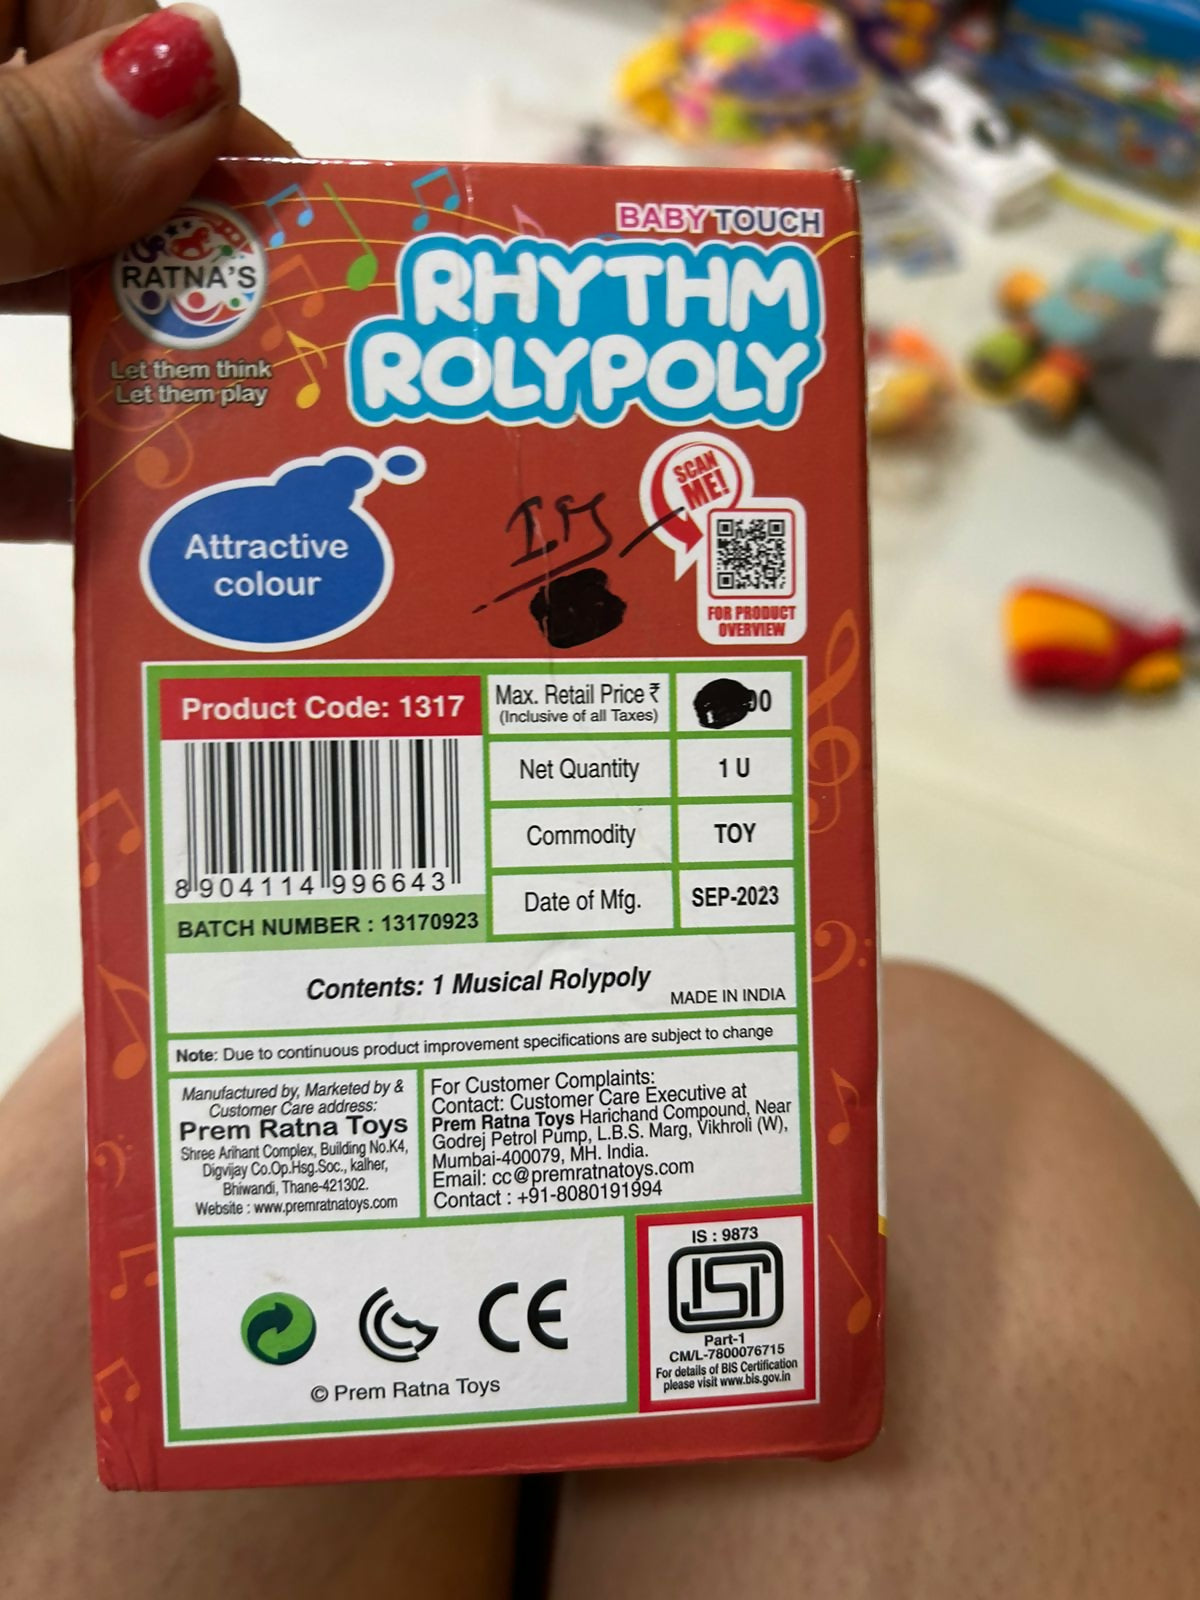 RATNA'S
Let them think
Let them play
BABY TOUCH
RHYTHM
ROLYPOLY
Attractive
colour
SCAN
ME!
FOR PRODUCT
OVERVIEW
Product Code: 1317
8 904114 996643
BATCH NUMBER : 13170923
Max. Retail Price ₹
(Inclusive of all Taxes)
Net Quantity
1 U
Commodity
TOY
Date of Mfg.
SEP-2023
Contents: 1 Musical Rolypoly
MADE IN INDIA
Note: Due to continuous product improvement specifications are subject to change
Manufactured by, Marketed by &
Customer Care address:
Prem Ratna Toys
Shree Arihant Complex, Building No.K4,
Digvijay Co.Op.Hsg.Soc., kalher,
Bhiwandi, Thane-421302.
Website : www.premratnatoys.com
For Customer Complaints:
Contact: Customer Care Executive at
Prem Ratna Toys Harichand Compound, Near
Godrej Petrol Pump, L.B.S. Marg, Vikhroli (W),
Mumbai-400079, MH. India.
Email: cc@premratnatoys.com
Contact : +91-8080191994
CE
© Prem Ratna Toys
IS : 9873
ISI
Part-1
CM/L-7800076715
For details of BIS Certification
please visit www.bis.gov.in